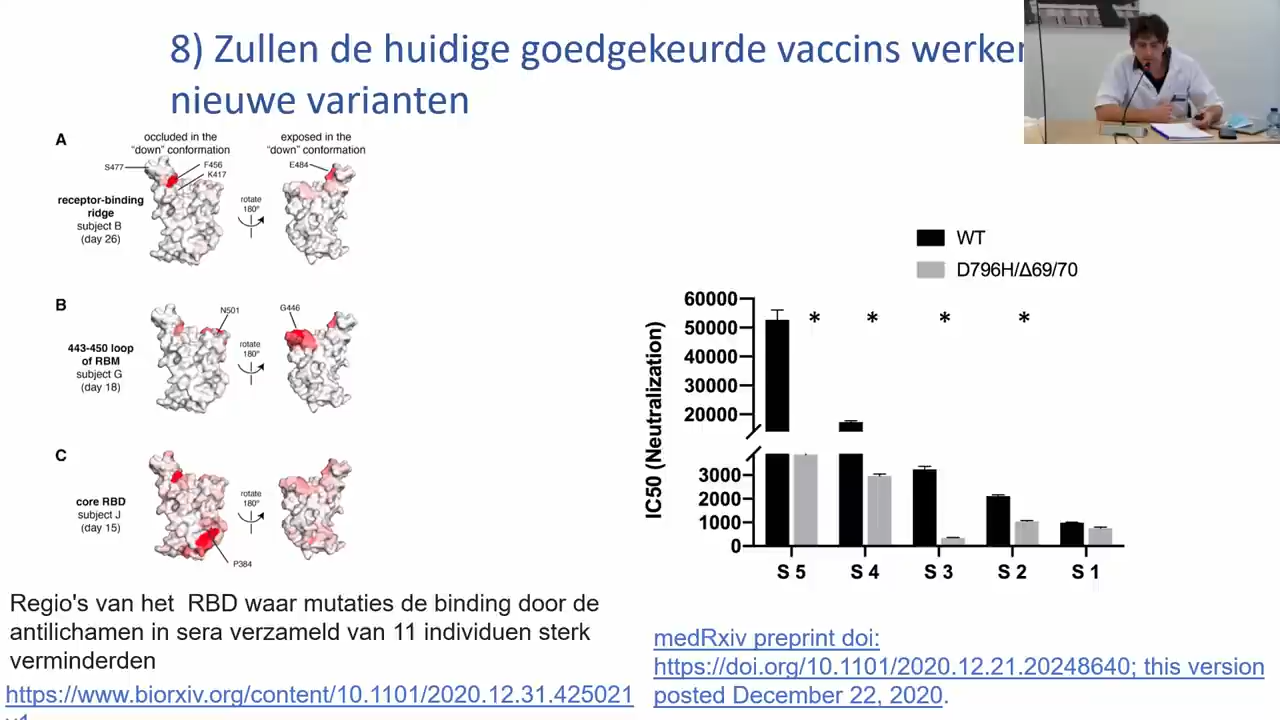 8) Zullen de huidige goedgekeurde vaccins werken
nieuwe varianten
A
occluded in the
"down" conformation
exposed in the
"down" conformation
S477
F456
K417
E484
receptor-binding
ridge
subject B
(day 26)
rotate
180°
B
N501
G446
443-450 loop
of RBM
subject G
(day 18)
rotate
180°
C
core RBD
subject J
(day 15)
rotate
180°
P384
Regio's van het RBD waar mutaties de binding door de
antilichamen in sera verzameld van 11 individuen sterk
verminderden
https://www.biorxiv.org/content/10.1101/2020.12.31.425021
v1
WT
D796H/Δ69/70
IC50 (Neutralization)
60000
50000
40000
30000
20000
3000
2000
1000
0
* * * *
S 5 S 4 S 3 S 2 S 1
medRxiv preprint doi:
https://doi.org/10.1101/2020.12.21.20248640; this version
posted December 22, 2020.